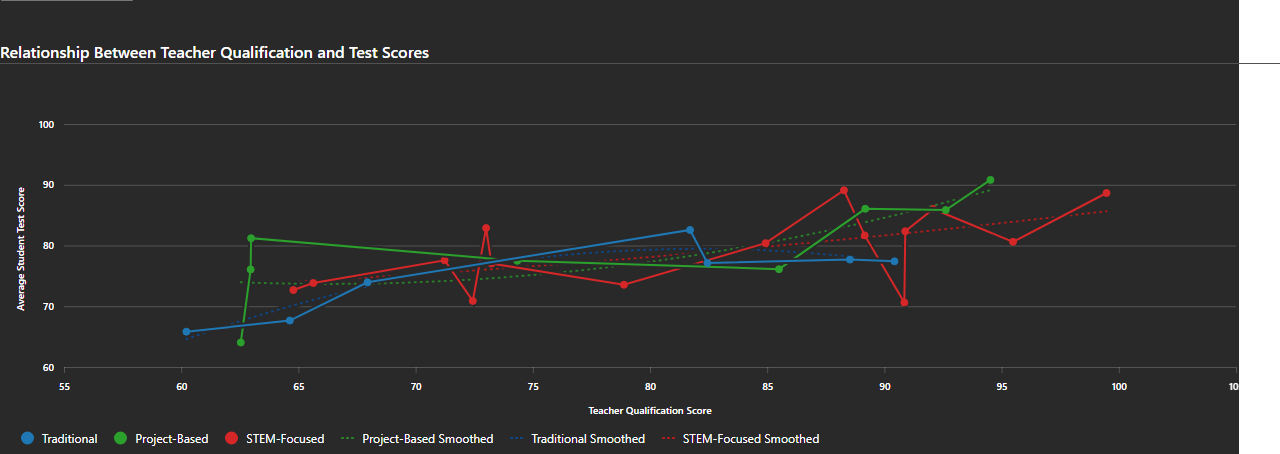 Relationship Between Teacher Qualification and Test Scores
100
90
80
70
60
Average Student Test Score
55 60 65 70 75 80 85 90 95 100 10
Teacher Qualification Score
Traditional Project-Based STEM-Focused Project-Based Smoothed Traditional Smoothed STEM-Focused Smoothed